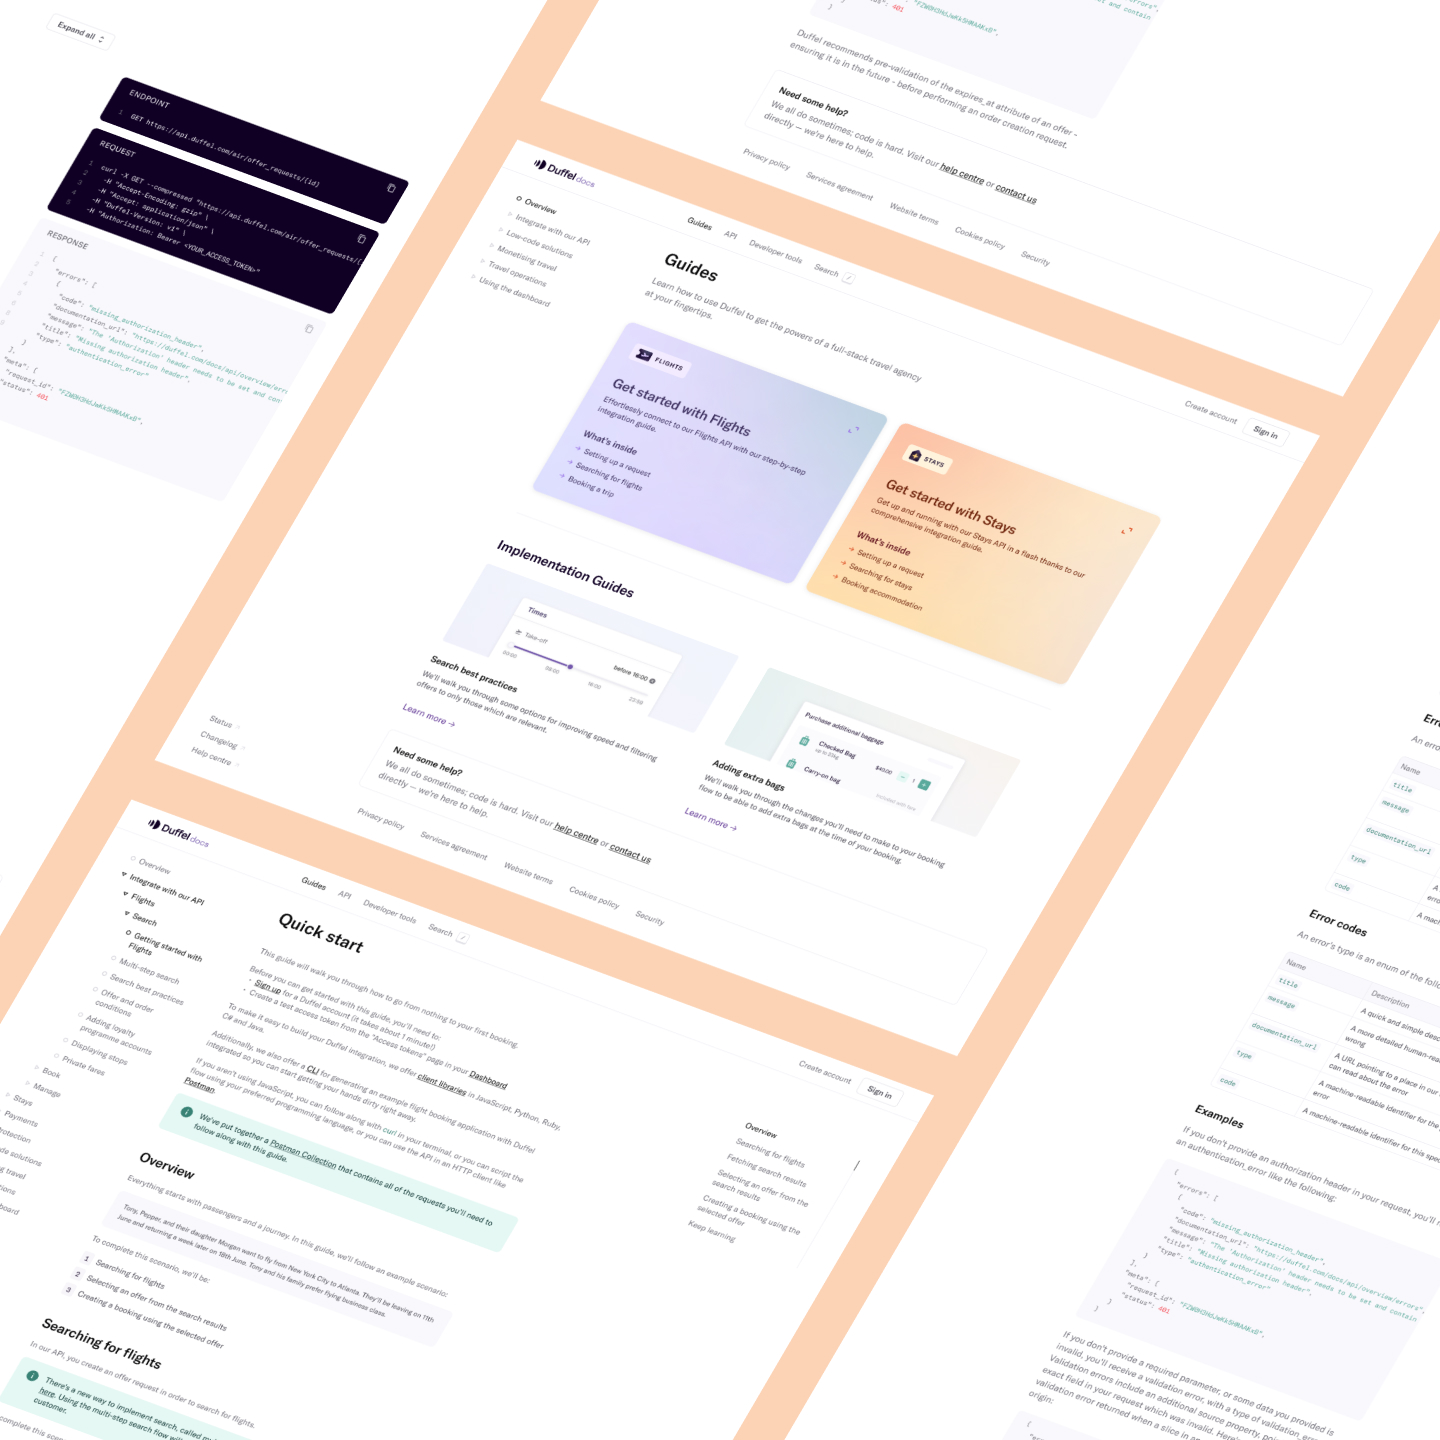 Expand all
ENDPOINT
1 GET https://api.duffel.com/air/offer_requests/{id}
REQUEST
1 curl -X GET --compressed "https://api.duffel.com/air/offer_requests/{
2 -H "Accept-Encoding: gzip" \
3 -H "Accept: application/json" \
4 -H "Duffel-Version: v1" \
5 -H "Authorization: Bearer <YOUR_ACCESS_TOKEN>"
RESPONSE
{
"errors": [
{
"code": "missing_authorization_header",
"documentation_url": "https://duffel.com/docs/api/overview/err
"message": "The 'Authorization' header needs to be set and con
"title": "Missing authorization header",
"type": "authentication_error"
}
],
"meta": {
"request_id": "FZW0H3HdJwKk5HMAAKxB",
"status": 401
"errors",
contain
"FZW0H3HdJwKk5HMAAKxB",
"status": 401
}
}
Duffel recommends pre-validation of the expires_at attribute of an offer -
ensuring it is in the future - before performing an order creation request.
Need some help?
We all do sometimes; code is hard. Visit our help centre or contact us
directly — we're here to help.
Privacy policy
Services agreement
Website terms
Cookies policy
Security
Duffel docs
Guides
API
Developer tools
Search /
Create account
Sign in
Overview
Integrate with our API
Low-code solutions
Monetising travel
Travel operations
Using the dashboard
Guides
Learn how to use Duffel to get the powers of a full-stack travel agency
at your fingertips.
FLIGHTS
Get started with Flights
Effortlessly connect to our Flights API with our step-by-step
integration guide.
What's inside
→ Setting up a request
→ Searching for flights
→ Booking a trip
STAYS
Get started with Stays
Get up and running with our Stays API in a flash thanks to our
comprehensive integration guide.
What's inside
→ Setting up a request
→ Searching for stays
→ Booking accommodation
Implementation Guides
Times
Take-off
before 16:00
00:00
08:00
16:00
23:59
Search best practices
We'll walk you through some options for improving speed and filtering
offers to only those which are relevant.
Learn more →
Purchase additional baggage
Checked Bag
up to 23kg
$40.00
1
Carry-on bag
Included with fare
Adding extra bags
We'll walk you through the changes you'll need to make to your booking
flow to be able to add extra bags at the time of your booking.
Learn more →
Status
Changelog
Help centre
Need some help?
We all do sometimes; code is hard. Visit our help centre or contact us
directly — we're here to help.
Privacy policy
Services agreement
Website terms
Cookies policy
Security
Duffel docs
Guides
API
Developer tools
Search /
Create account
Sign in
Overview
Integrate with our API
Flights
Search
Getting started with
Flights
Multi-step search
Search best practices
Offer and order
conditions
Adding loyalty
programme accounts
Displaying stops
Private fares
Book
Manage
Stays
Payments
rotection
de solutions
ng travel
tions
board
Quick start
This guide will walk you through how to go from nothing to your first booking.
Before you can get started with this guide, you'll need to:
• Sign up for a Duffel account (it takes about 1 minute!)
• Create a test access token from the "Access tokens" page in your Dashboard
To make it easy to build your Duffel integration, we offer client libraries in JavaScript, Python, Ruby,
C# and Java.
Additionally, we also offer a CLI for generating an example flight booking application with Duffel
integrated so you can start getting your hands dirty right away.
If you aren't using JavaScript, you can follow along with curl in your terminal, or you can script the
flow using your preferred programming language, or you can use the API in an HTTP client like
Postman.
We've put together a Postman Collection that contains all of the requests you'll need to
follow along with this guide.
Overview
Everything starts with passengers and a journey. In this guide, we'll follow an example scenario:
Tony, Pepper, and their daughter Morgan want to fly from New York City to Atlanta. They'll be leaving on 11th
June and returning a week later on 18th June. Tony and his family prefer flying business class.
To complete this scenario, we'll be:
1 Searching for flights
2 Selecting an offer from the search results
3 Creating a booking using the selected offer
Searching for flights
In our API, you create an offer request in order to search for flights.
There's a new way to implement search, called mu
here. Using the multi-step search flow wil
customer.
complete this scen
Overview
Searching for flights
Fetching search results
Selecting an offer from the
search results
Creating a booking using the
selected offer
Keep learning
Erro
An erro
Name
title
message
documentation_url
type
code
A
erro
A mach
Error codes
An error's type is an enum of the follo
Name
Description
title
A quick and simple desc
message
A more detailed human-rea
wrong
documentation_url
A URL pointing to a place in our
can read about the error
type
A machine-readable identifier for the
error
code
A machine-readable identifier for this spec
Examples
If you don't provide an authorization header in your request, you'll r
an authentication_error like the following:
{
"errors": [
{
"code": "missing_authorization_header",
"documentation_url": "https://duffel.com/docs/api/overview/errors",
"message": "The 'Authorization' header needs to be set and contain
"title": "Missing authorization header",
"type": "authentication_error"
}
],
"meta": {
"request_id": "FZW0H3HdJwKk5HMAAKxB",
"status": 401
}
}
If you don't provide a required parameter, or some data you provided is
invalid, you'll receive a validation error, with a type of validation_err
Validation errors include an additional source property, poi
exact field in your request which was invalid. Here
validation error returned when a slice in an
origin:
{